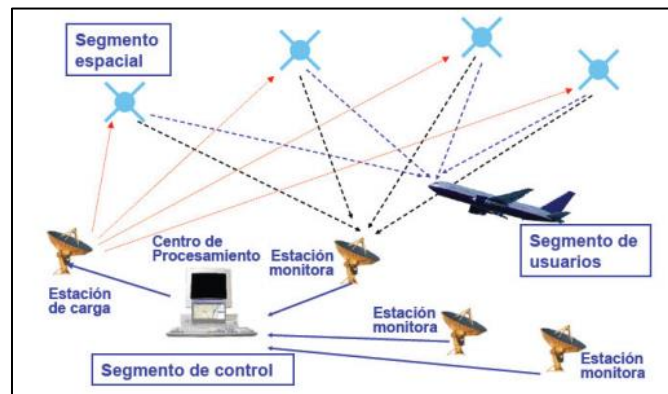 Segmento
espacial
Centro de
Procesamiento
Estación
monitora
Segmento de
usuarios
Estación
de carga
Estación
monitora
Segmento de control
Estación
monitora